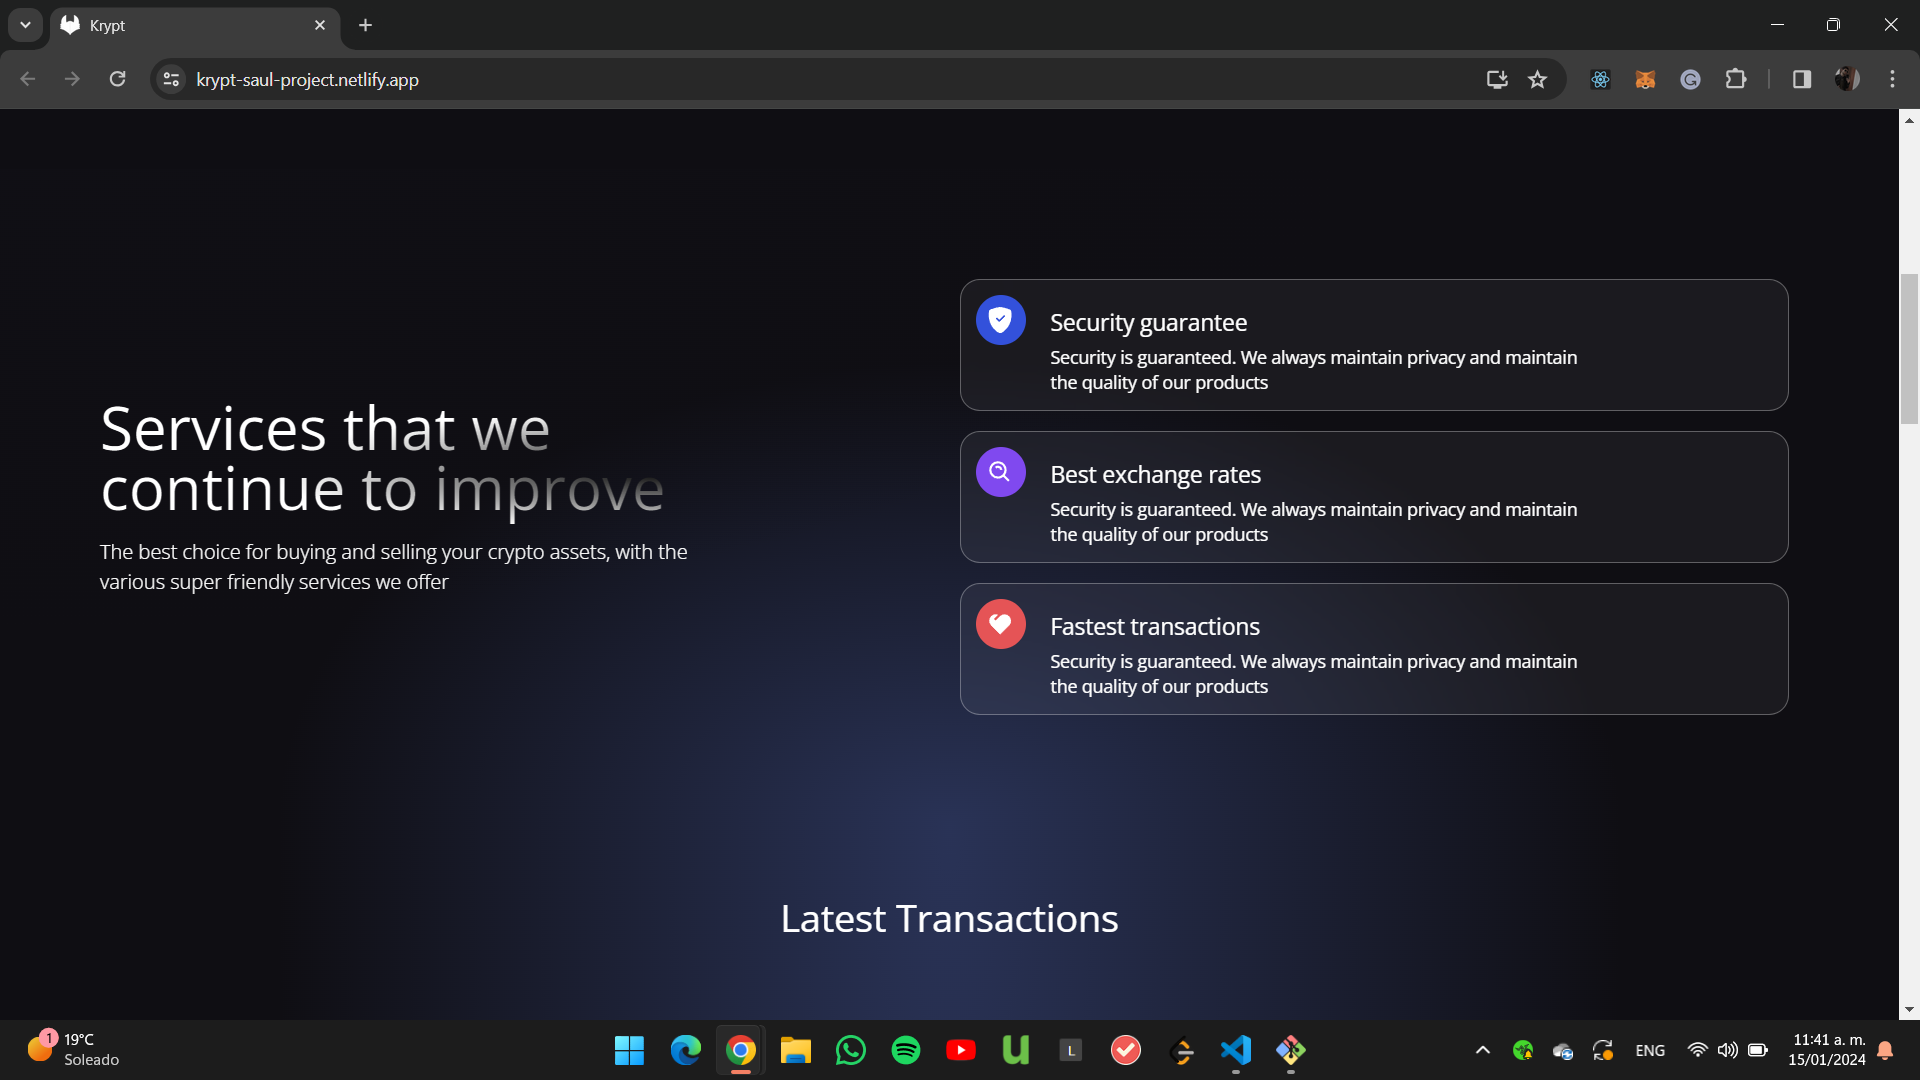 Krypt
krypt-saul-project.netlify.app
Services that we
continue to improve
The best choice for buying and selling your crypto assets, with the
various super friendly services we offer
Security guarantee
Security is guaranteed. We always maintain privacy and maintain
the quality of our products
Best exchange rates
Security is guaranteed. We always maintain privacy and maintain
the quality of our products
Fastest transactions
Security is guaranteed. We always maintain privacy and maintain
the quality of our products
Latest Transactions
1
19°C
Soleado
L
ENG
11:41 a. m.
15/01/2024